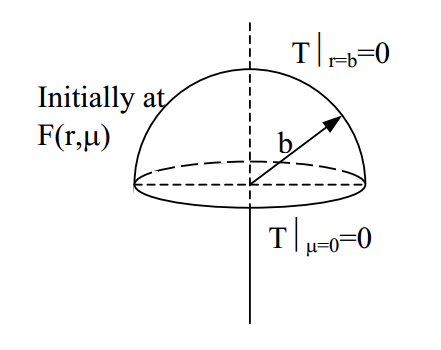 T|r=b=0
Initially at
F(r,μ)
b
T|μ=0=0